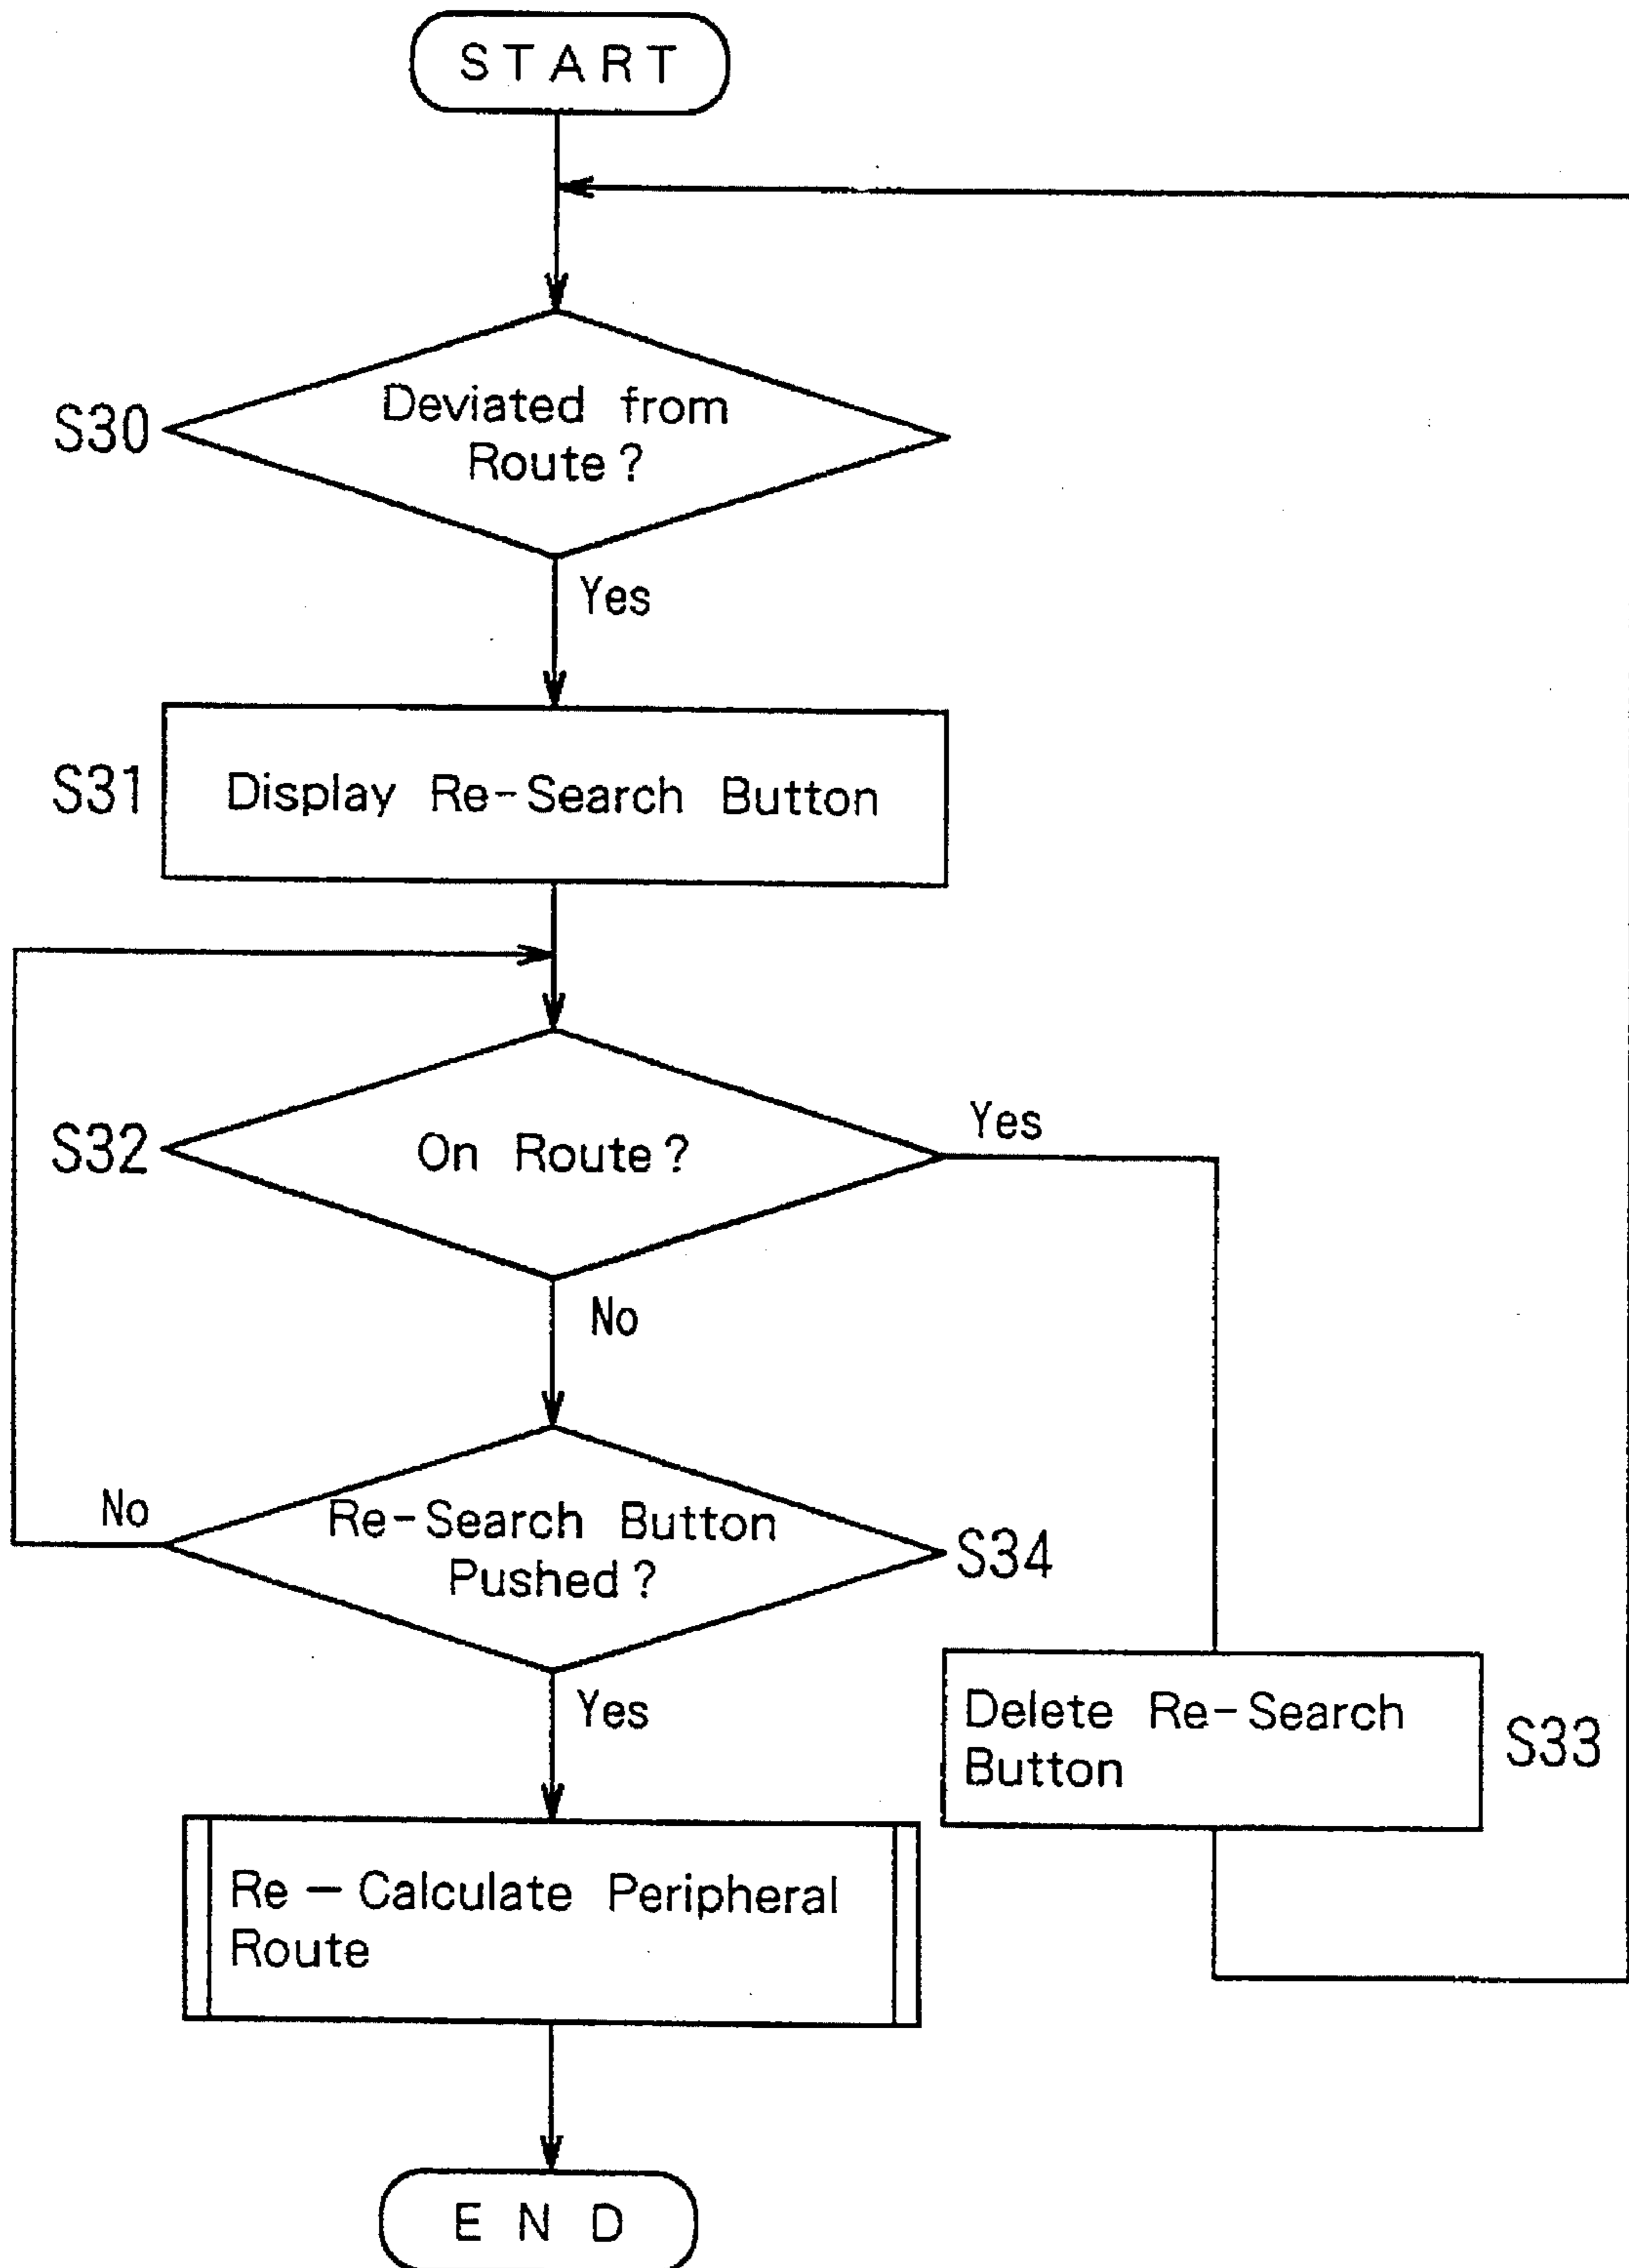 START
S30
Deviated from
Route?
Yes
S31
Display Re-Search Button
S32
On Route?
Yes
No
No
Re-Search Button
Pushed?
S34
Yes
Delete Re-Search
Button
S33
Re-Calculate Peripheral
Route
END